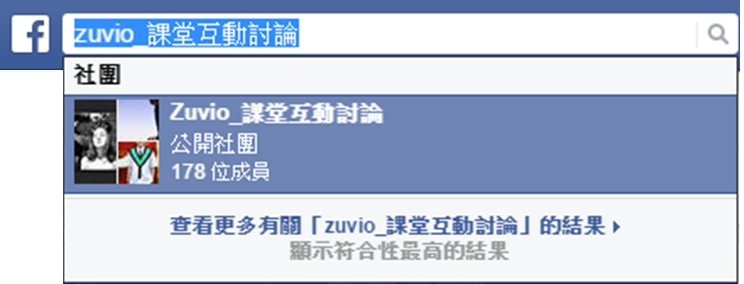 zuvio_課堂互動討論
社團
Zuvio_課堂互動討論
公開社團
178 位成員
查看更多有關「zuvio_課堂互動討論」的結果
顯示符合性最高的結果